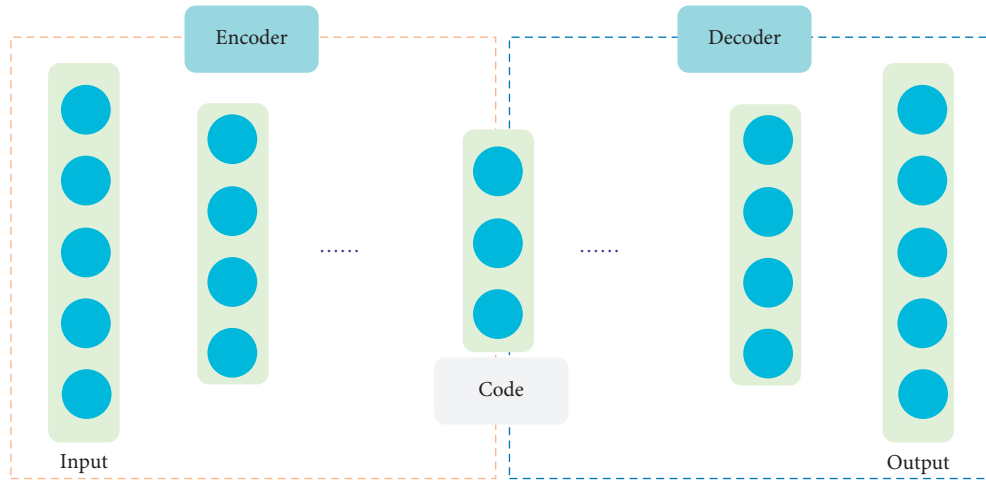 Encoder
Decoder
......
......
Code
Input
Output